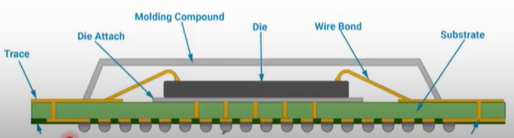 Molding Compound
Die Attach
Die
Wire Bond
Substrate
Trace